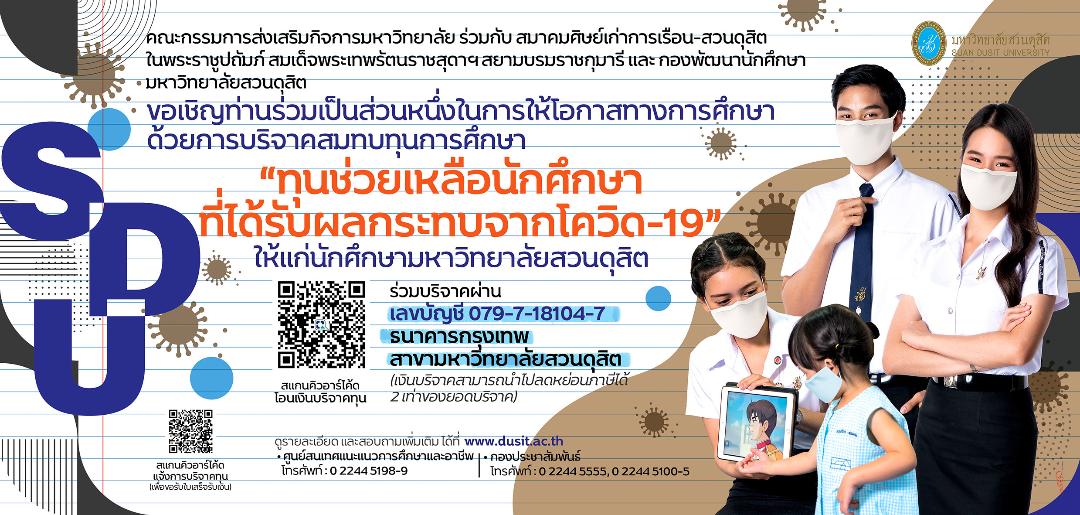 คณะกรรมการส่งเสริมกิจการมหาวิทยาลัย ร่วมกับ สมาคมศิษย์เก่าการเรือน-สวนดุสิต
ในพระราชูปถัมภ์ สมเด็จพระเทพรัตนราชสุดาฯ สยามบรมราชกุมารี และ กองพัฒนานักศึกษา
มหาวิทยาลัยสวนดุสิต
มหาวิทยาลัยสวนดุสิต
SUAN DUSIT UNIVERSITY
ขอเชิญท่านร่วมเป็นส่วนหนึ่งในการให้โอกาสทางการศึกษา
ด้วยการบริจาคสมทบทุนการศึกษา
"ทุนช่วยเหลือนักศึกษา
ที่ได้รับผลกระทบจากโควิด-19"
ให้แก่นักศึกษามหาวิทยาลัยสวนดุสิต
SDU
ร่วมบริจาคผ่าน
เลขบัญชี 079-7-18104-7
ธนาคารกรุงเทพ
สาขามหาวิทยาลัยสวนดุสิต
(เงินบริจาคสามารถนำไปลดหย่อนภาษีได้
2 เท่าของยอดบริจาค)
สแกนคิวอาร์โค้ด
โอนเงินบริจาคทุน
สแกนคิวอาร์โค้ด
แจ้งการบริจาคทุน
(เพื่อขอรับใบเสร็จรับเงิน)
ดูรายละเอียด และสอบถามเพิ่มเติม ได้ที่ www.dusit.ac.th
• ศูนย์สนเทศแนะแนวการศึกษาและอาชีพ
โทรศัพท์ : 0 2244 5198-9
• กองประชาสัมพันธ์
โทรศัพท์ : 0 2244 5555, 0 2244 5100-5